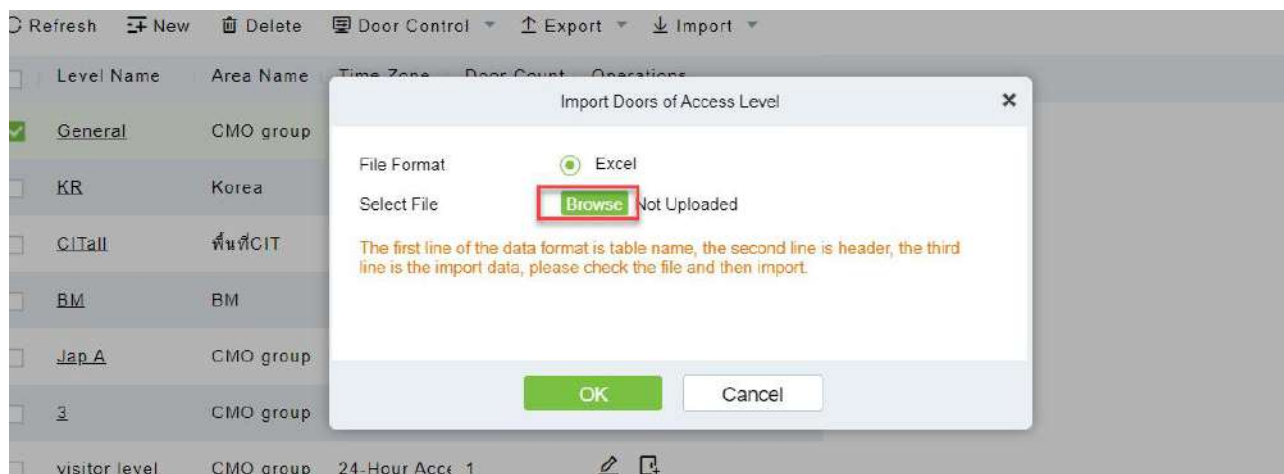 Refresh New Delete Door Control Export Import
Level Name Area Name Time Zone Door Count Operations
Import Doors of Access Level
General CMO group
File Format Excel
KR Korea
Select File Browse Not Uploaded
CITall พื้นที่CIT
The first line of the data format is table name, the second line is header, the third
line is the import data, please check the file and then import.
BM BM
Jap A CMO group
OK Cancel
3 CMO group
visitor level CMO group 24-Hour Acce 1